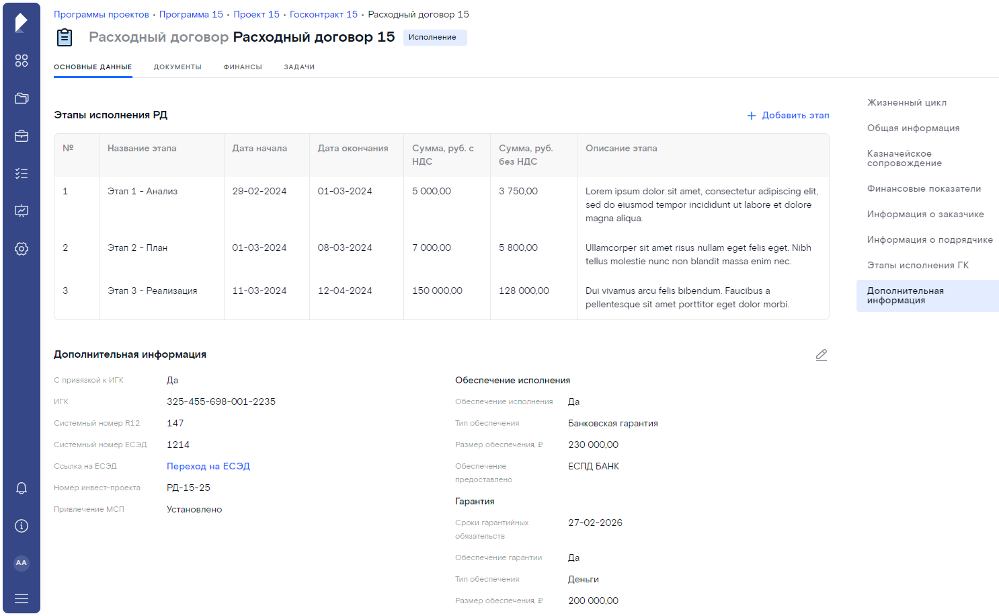 Программы проектов • Программа 15 • Проект 15 • Госконтракт 15 • Расходный договор 15
Расходный договор Расходный договор 15 Исполнение
ОСНОВНЫЕ ДАННЫЕ ДОКУМЕНТЫ ФИНАНСЫ ЗАДАЧИ
Этапы исполнения РД
+ Добавить этап
№ Название этапа Дата начала Дата окончания Сумма, руб. с НДС Сумма, руб. без НДС Описание этапа
1 Этап 1 - Анализ 29-02-2024 01-03-2024 5 000,00 3 750,00 Lorem ipsum dolor sit amet, consectetur adipiscing elit,
sed do eiusmod tempor incididunt ut labore et dolore
magna aliqua.
2 Этап 2 - План 01-03-2024 08-03-2024 7 000,00 5 800,00 Ullamcorper sit amet risus nullam eget felis eget. Nibh
tellus molestie nunc non blandit massa enim nec.
3 Этап 3 - Реализация 11-03-2024 12-04-2024 150 000,00 128 000,00 Dui vivamus arcu felis bibendum. Faucibus a
pellentesque sit amet porttitor eget dolor morbi.
Дополнительная информация
С привязкой к ИГК Да
ИГК 325-455-698-001-2235
Системный номер R12 147
Системный номер ЕСЭД 1214
Ссылка на ЕСЭД Переход на ЕСЭД
Номер инвест-проекта РД-15-25
Привлечение МСП Установлено
Обеспечение исполнения
Обеспечение исполнения Да
Тип обеспечения Банковская гарантия
Размер обеспечения, ₽ 230 000,00
Обеспечение ЕСПД БАНК
предоставлено
Гарантия
Сроки гарантийных 27-02-2026
обязательств
Обеспечение гарантии Да
Тип обеспечения Деньги
Размер обеспечения, ₽ 200 000,00
Жизненный цикл
Общая информация
Казначейское
сопровождение
Финансовые показатели
Информация о заказчике
Информация о подрядчике
Этапы исполнения ГК
Дополнительная
информация
АА